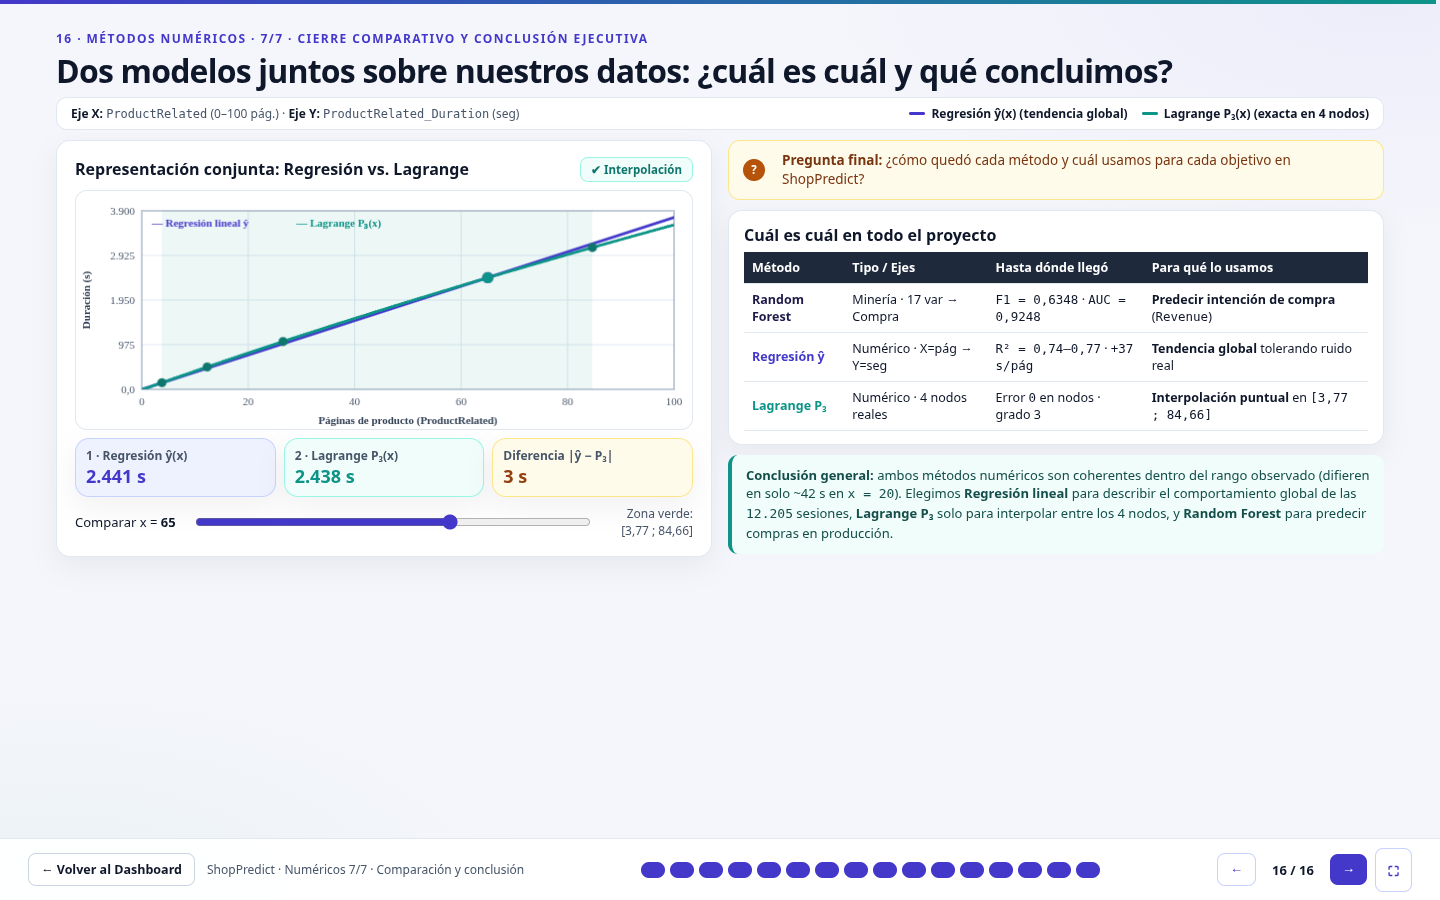 16 · MÉTODOS NUMÉRICOS · 7/7 · CIERRE COMPARATIVO Y CONCLUSIÓN EJECUTIVA
Dos modelos juntos sobre nuestros datos: ¿cuál es cuál y qué concluimos?
Eje X: ProductRelated (0–100 pág.) · Eje Y: ProductRelated_Duration (seg)
Regresión ŷ(x) (tendencia global)
Lagrange P₃(x) (exacta en 4 nodos)
Representación conjunta: Regresión vs. Lagrange
✔ Interpolación
— Regresión lineal ŷ
— Lagrange P₃(x)
3.900
2.925
1.950
975
0,0
Duración (s)
0
20
40
60
80
100
Páginas de producto (ProductRelated)
1 · Regresión ŷ(x)
2.441 s
2 · Lagrange P₃(x)
2.438 s
Diferencia |ŷ − P₃|
3 s
Comparar x = 65
Zona verde:
[3,77 ; 84,66]
?
Pregunta final: ¿cómo quedó cada método y cuál usamos para cada objetivo en
ShopPredict?
Cuál es cuál en todo el proyecto
Método
Tipo / Ejes
Hasta dónde llegó
Para qué lo usamos
Random
Forest
Minería · 17 var →
Compra
F1 = 0,6348 · AUC =
0,9248
Predecir intención de compra
(Revenue)
Regresión ŷ
Numérico · X=pág →
Y=seg
R² = 0,74–0,77 · +37
s/pág
Tendencia global tolerando ruido
real
Lagrange P₃
Numérico · 4 nodos
reales
Error 0 en nodos ·
grado 3
Interpolación puntual en [3,77
; 84,66]
Conclusión general: ambos métodos numéricos son coherentes dentro del rango observado (difieren
en solo ~42 s en x = 20). Elegimos Regresión lineal para describir el comportamiento global de las
12.205 sesiones, Lagrange P₃ solo para interpolar entre los 4 nodos, y Random Forest para predecir
compras en producción.
← Volver al Dashboard
ShopPredict · Numéricos 7/7 · Comparación y conclusión
←
16 / 16
→